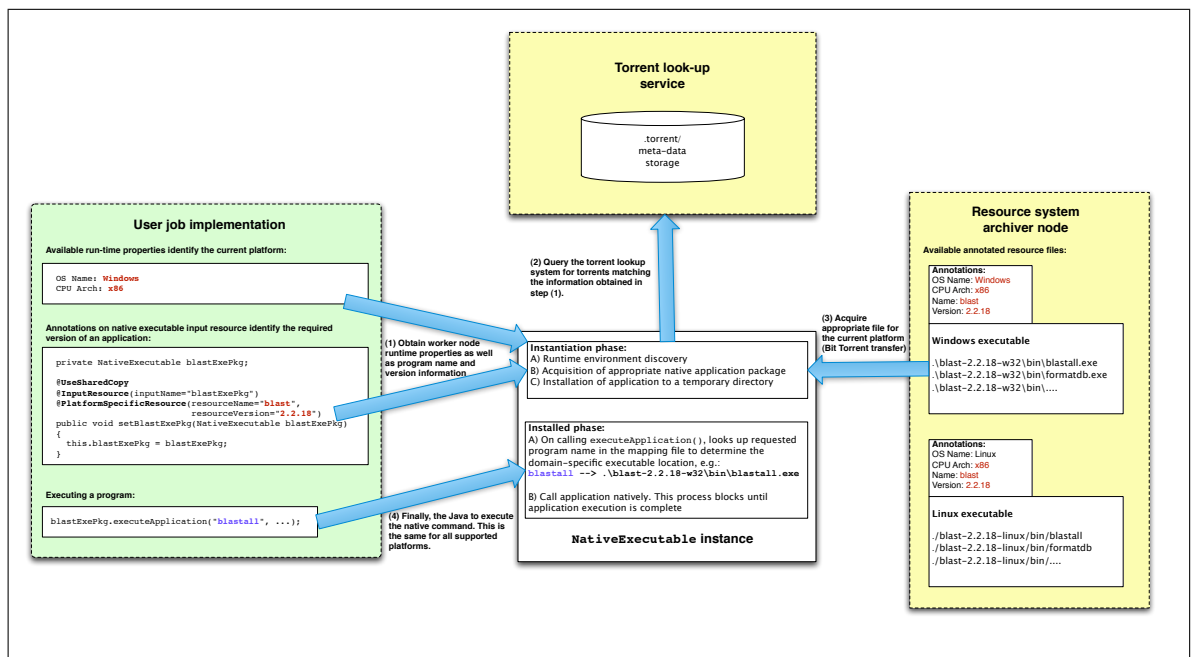 Torrent look-up
service
.torrent/
meta-data
storage
User job implementation
Available run-time properties identify the current platform:
OS Name: Windows
CPU Arch: x86
Annotations on native executable input resource identify the required
version of an application:
private NativeExecutable blastExePkg;
@UseSharedCopy
@InputResource(inputName="blastExePkg")
@PlatformSpecificResource(resourceName="blast",
resourceVersion="2.2.18")
public void setBlastExePkg(NativeExecutable blastExePkg)
{
this.blastExePkg = blastExePkg;
}
Executing a program:
blastExePkg.executeApplication("blastall", ...);
(1) Obtain worker node
runtime properties as well
as program name and
version information
(2) Query the torrent lookup
system for torrents matching
the information obtained in
step (1).
(3) Acquire
appropriate file for
the current platform
(Bit Torrent transfer)
(4) Finally, the Java to execute
the native command. This is
the same for all supported
platforms.
Instantiation phase:
A) Runtime environment discovery
B) Acquisition of appropriate native application package
C) Installation of application to a temporary directory
Installed phase:
A) On calling executeApplication(), looks up requested
program name in the mapping file to determine the
domain-specific executable location, e.g.:
blastall --> .\blast-2.2.18-w32\bin\blastall.exe
B) Call application natively. This process blocks until
application execution is complete
NativeExecutable instance
Resource system
archiver node
Available annotated resource files:
Annotations:
OS Name: Windows
CPU Arch: x86
Name: blast
Version: 2.2.18
Windows executable
.\blast-2.2.18-w32\bin\blastall.exe
.\blast-2.2.18-w32\bin\formatdb.exe
.\blast-2.2.18-w32\bin\....
Annotations:
OS Name: Linux
CPU Arch: x86
Name: blast
Version: 2.2.18
Linux executable
./blast-2.2.18-linux/bin/blastall
./blast-2.2.18-linux/bin/formatdb
./blast-2.2.18-linux/bin/....